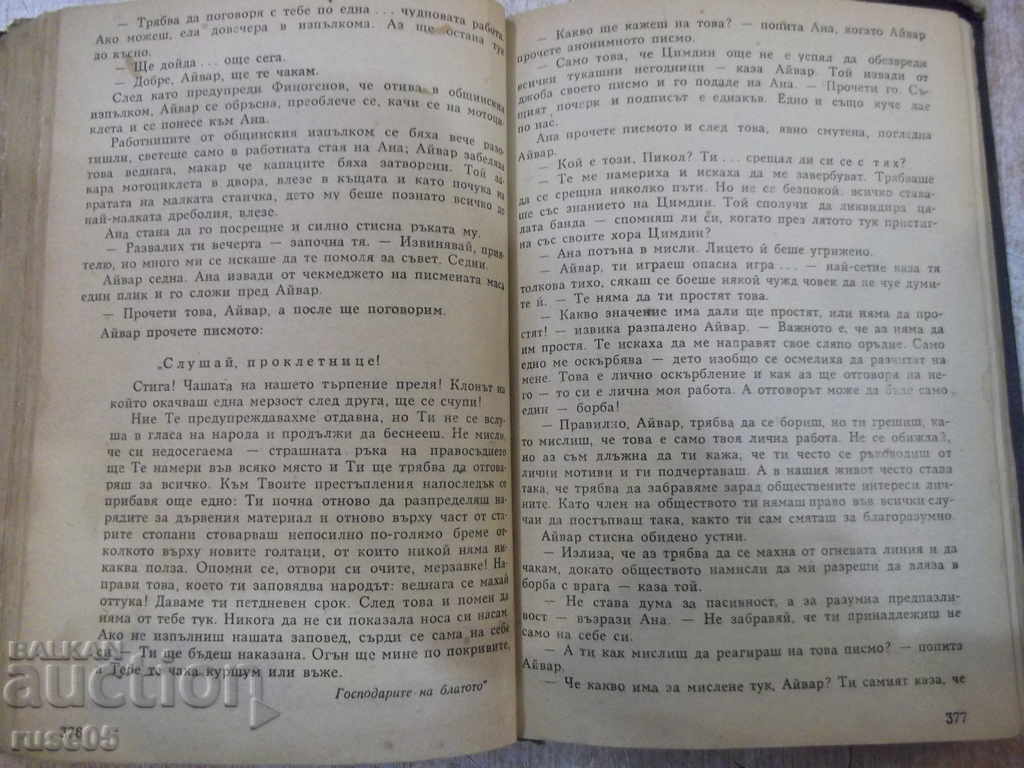 — Трябва да поговоря с тебе по една . . . чудновата работа.
Ако можеш, ела довечера в изпълкома. Аз ще остана тук
до късно.
— Ще дойда . . . още сега.
— Добре, Айвар, ще те чакам.
След като предупреди Финогенов, че отива в общинския
изпълком, Айвар се обръсна, преоблече се, качи се на мото-
клета и се понесе към Ана.
Работниците от общинския изпълком се бяха вече разо-
тишли, светеше само в работната стая на Ана; Айвар забеляза
това веднага, макар че капаците бяха затворени. Той за-
кара мотоциклета в двора, влезе в къщата и като почука на
вратата на малката стаичка, дето му беше познато всичко до
най-малката дреболия, влезе.
Ана стана да го посрещне и силно стисна ръката му.
— Развалих ти вечерта — започна тя. — Извинявай, прия-
телю, но много ми се искаше да те помоля за съвет. Седни.
Айвар седна. Ана извади от чекмеджето на писмената маса
един плик и го сложи пред Айвар.
— Прочети това, Айвар, а после ще поговорим.
Айвар прочете писмото:
„Слушай, проклетнице!
Стига! Чашата на нашето търпение преля! Клонът на
който окачваш една мерзост след друга, ще се счупи!
Ние Те предупреждавахме отдавна, но Ти не се вслу-
ша в гласа на народа и продължи да беснееш. Не мисли,
че си недосегаема — страшната ръка на правосъдието
ще Те намери във всяко място и Ти ще трябва да отгова-
ряш за всичко. Към Твоите престъпления напоследък се
прибавя още едно: Ти почна отново да разпределяш на-
рядите за дървения материал и отново върху част от ста-
рите стопани стоварваш непосилно по-голямо бреме от-
колкото върху новите голтаци, от които никой няма ни-
каква полза. Опомни се, отвори си очите, мерзавке! На-
прави това, което ти заповядва народът: веднага се махай
оттука! Даваме ти петдневен срок. След това и помен да
няма от тебе тук. Никога да не си показала носа си насам.
Ако не изпълниш нашата заповед, сърди се сама на себе
си — Ти ще бъдеш наказана. Огън ще мине по покривите,
а Тебе те чака куршум или въже.
Господарите на блатото“
376
— Какво ще кажеш на това? — попита Ана, когато Айвар
прочете анонимното писмо.
— Само това, че Цимдин още не е успял да обезвреди
всички тукашни негодници — каза Айвар. Той извади от
джоба своето писмо и го подаде на Ана. — Прочети го. Съ-
щият почерк и подписът е еднакъв. Едно и също куче лае
по нас.
Ана прочете писмото и след това, явно смутена, погледна
Айвар.
— Кой е този, Пикол? Ти . . . срещал ли си се с тях?
— Те ме намериха и искаха да ме завербуват. Трябваше
да се срещна няколко пъти. Но не се безпокой, всичко става-
ше със знанието на Цимдин. Той сполучи да ликвидира ця-
лата банда — спомняш ли си, когато през лятото тук пристиг-
на със своите хора Цимдин?
— Ана потъна в мисли. Лицето ѝ беше угрижено.
— Айвар, ти играеш опасна игра . . . — най-сетне каза тя
толкова тихо, сякаш се боеше някой чужд човек да не чуе думи-
те ѝ. — Те няма да ти простят това.
— Какво значение има дали ще простят, или няма да про-
стят! — извика разпалено Айвар. — Важното е, че аз няма да
им простя. Те искаха да ме направят свое сляпо оръдие. Само
едно ме оскърбява — дето изобщо се осмелиха да разчитат на
мене. Това е лично оскърбление и как аз ще отговоря на не-
го — то си е лична моя работа. А отговорът може да бъде само
един — борба!
— Правилно, Айвар, трябва да се бориш, но ти грешиш, ка-
то мислиш, че това е само твоя лична работа. Не се обижда,
но аз съм длъжна да ти кажа, че ти често се ръководиш от
лични мотиви и ги подчертаваш. А в нашия живот често става
така, че трябва да забравяме зарад обществените интереси лич-
ните. Като член на обществото ти нямаш право във всички слу-
чаи да постъпваш така, както ти сам смяташ за благоразумно.
Айвар стисна обидено устни.
— Излиза, че аз трябва да се махна от огневата линия и да
чакам, докато обществото намисли да ми разреши да вляза в
борба с врага — каза той.
— Не става дума за пасивност, а за разумна предпазли-
вост — възрази Ана. — Не забравяй, че ти принадлежиш не
само на себе си.
— А ти как мислиш да реагираш на това писмо? — попита
Айвар.
— Че какво има за мислене тук, Айвар? Ти самият каза, че
377
BALKAN
auction
ruse05